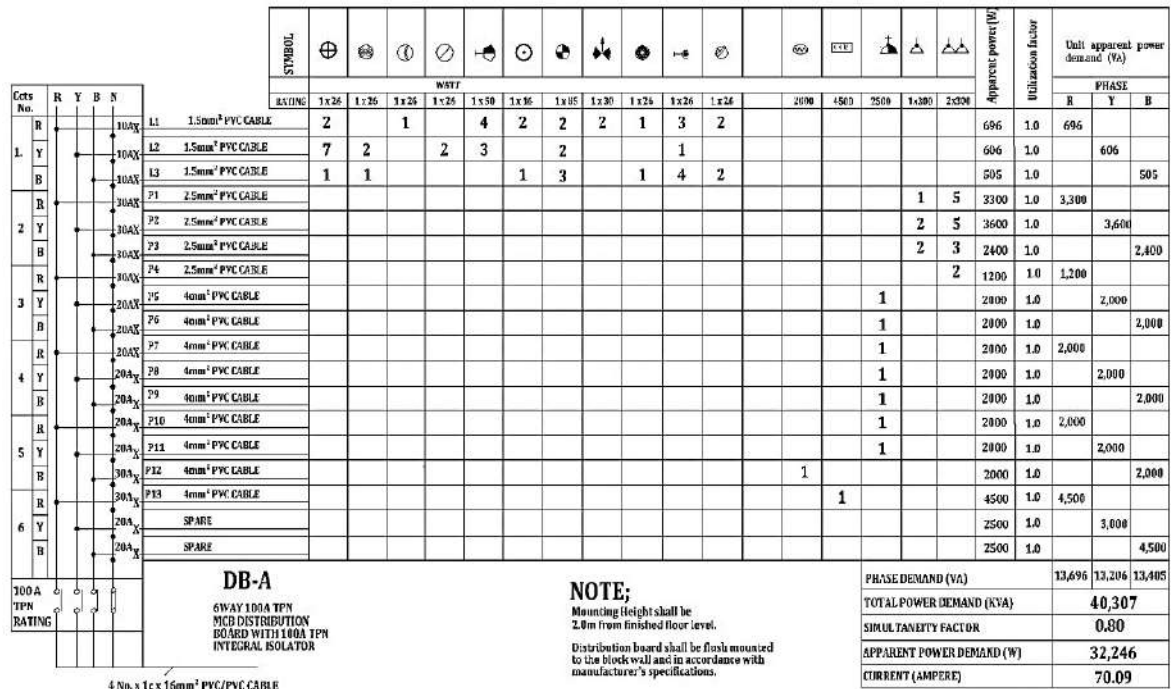 SYMBOL
Apparent power(W)
Utilization factor
Unit apparent power
demand (VA)
WATT
PHASE
Ccts No. R Y B N
RATING 1x26 1x26 1x26 1x26 1x50 1x16 1x85 1x30 1x26 1x26 1x26 2000 4500 2500 1x300 2x300 R Y B
1. R 10AX L1 1.5mm² PVC CABLE 2 1 4 2 2 2 1 3 2 696 1.0 696
Y 10AX L2 1.5mm² PVC CABLE 7 2 2 3 2 1 606 1.0 606
B 10AX L3 1.5mm² PVC CABLE 1 1 1 3 1 4 2 505 1.0 505
2 R 30AX P1 2.5mm² PVC CABLE 1 5 3300 1.0 3,300
Y 30AX P2 2.5mm² PVC CABLE 2 5 3600 1.0 3,600
B 30AX P3 2.5mm² PVC CABLE 2 3 2400 1.0 2,400
3 R 30AX P4 2.5mm² PVC CABLE 2 1200 1.0 1,200
Y 20AX P5 4mm² PVC CABLE 1 2000 1.0 2,000
B 20AX P6 4mm² PVC CABLE 1 2000 1.0 2,000
4 R 20AX P7 4mm² PVC CABLE 1 2000 1.0 2,000
Y 20AX P8 4mm² PVC CABLE 1 2000 1.0 2,000
B 20AX P9 4mm² PVC CABLE 1 2000 1.0 2,000
5 R 20AX P10 4mm² PVC CABLE 1 2000 1.0 2,000
Y 20AX P11 4mm² PVC CABLE 1 2000 1.0 2,000
B 30AX P12 4mm² PVC CABLE 1 2000 1.0 2,000
6 R 30AX P13 4mm² PVC CABLE 1 4500 1.0 4,500
Y 20AX SPARE 2500 1.0 3,000
B 20AX SPARE 2500 1.0 4,500
100A
TPN
RATING
DB-A
6WAY 100A TPN
MCB DISTRIBUTION
BOARD WITH 100A TPN
INTEGRAL ISOLATOR
4 No. x 1c x 16mm² PVC/PVC CABLE
NOTE;
Mounting Height shall be
2.0m from finished floor level.
Distribution board shall be flush mounted
to the block wall and in accordance with
manufacturer's specifications.
PHASE DEMAND (VA) 13,696 13,206 13,405
TOTAL POWER DEMAND (KVA) 40,307
SIMULTANEITY FACTOR 0.80
APPARENT POWER DEMAND (W) 32,246
CURRENT (AMPERE) 70.09